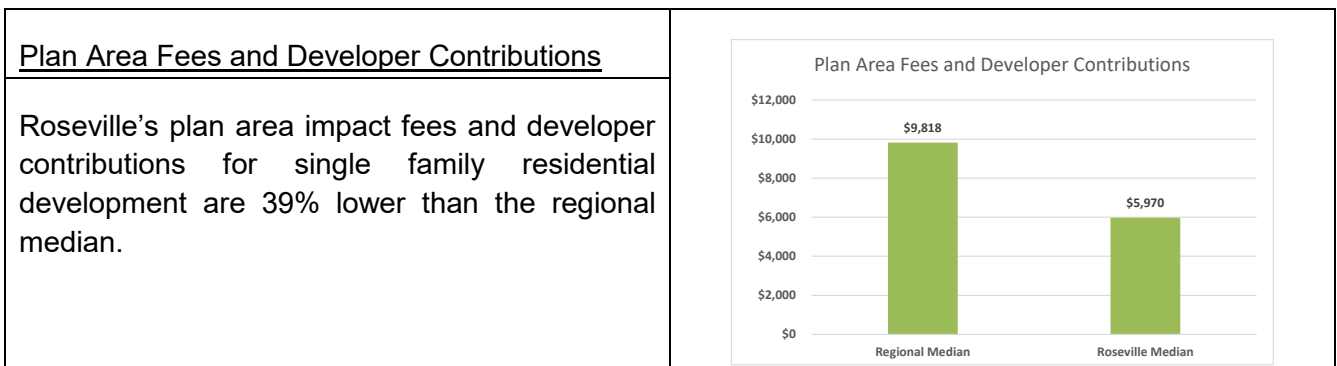 Plan Area Fees and Developer Contributions
Roseville’s plan area impact fees and developer
contributions for single family residential
development are 39% lower than the regional
median.
Plan Area Fees and Developer Contributions
$12,000
$10,000
$8,000
$6,000
$4,000
$2,000
$0
$9,818
$5,970
Regional Median
Roseville Median